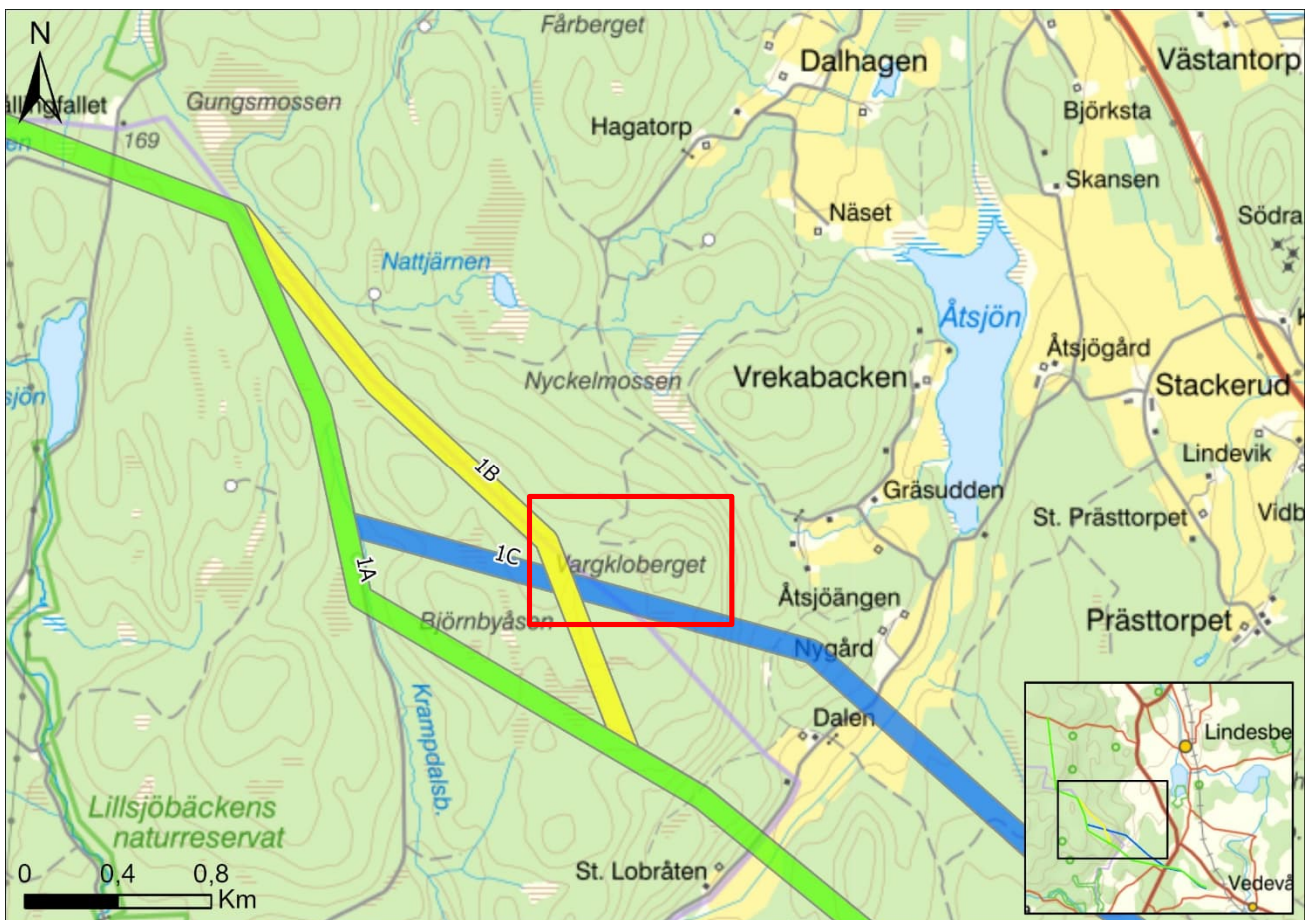 N
Fårberget
Dalhagen
Västantorp
Gungsmossen
Björksta
169
Hagatorp
Skansen
Näset
Södra
Nattjärnen
Åtsjön
Åtsjögård
Nyckelmossen
Vrekabacken
Stackerud
1B
Lindevik
Gräsudden
St. Prästtorpet
1C
Vargkloberget
1A
Åtsjöängen
Björnbyåsen
Prästtorpet
Nygård
Krampdalsb.
Dalen
Lindesbe
Lillsjöbäckens
naturreservat
St. Lobråten
0 0,4 0,8
Km
Vedevå